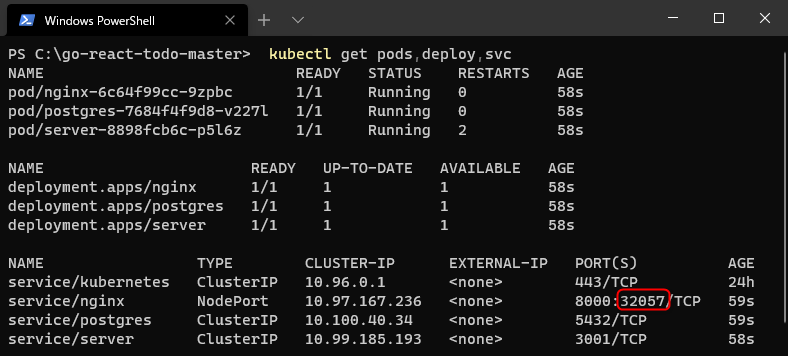 Windows PowerShell
PS C:\go-react-todo-master>  kubectl get pods,deploy,svc
NAME                            READY   STATUS    RESTARTS   AGE
pod/nginx-6c64f99cc-9zpbc       1/1     Running   0          58s
pod/postgres-7684f4f9d8-v227l   1/1     Running   0          58s
pod/server-8898fcb6c-p5l6z      1/1     Running   2          58s
NAME                       READY   UP-TO-DATE   AVAILABLE   AGE
deployment.apps/nginx      1/1     1            1           58s
deployment.apps/postgres   1/1     1            1           58s
deployment.apps/server     1/1     1            1           58s
NAME                 TYPE        CLUSTER-IP      EXTERNAL-IP   PORT(S)          AGE
service/kubernetes   ClusterIP   10.96.0.1       <none>        443/TCP          24h
service/nginx        NodePort    10.97.167.236   <none>        8000:32057/TCP   59s
service/postgres     ClusterIP   10.100.40.34    <none>        5432/TCP         59s
service/server       ClusterIP   10.99.185.193   <none>        3001/TCP         58s